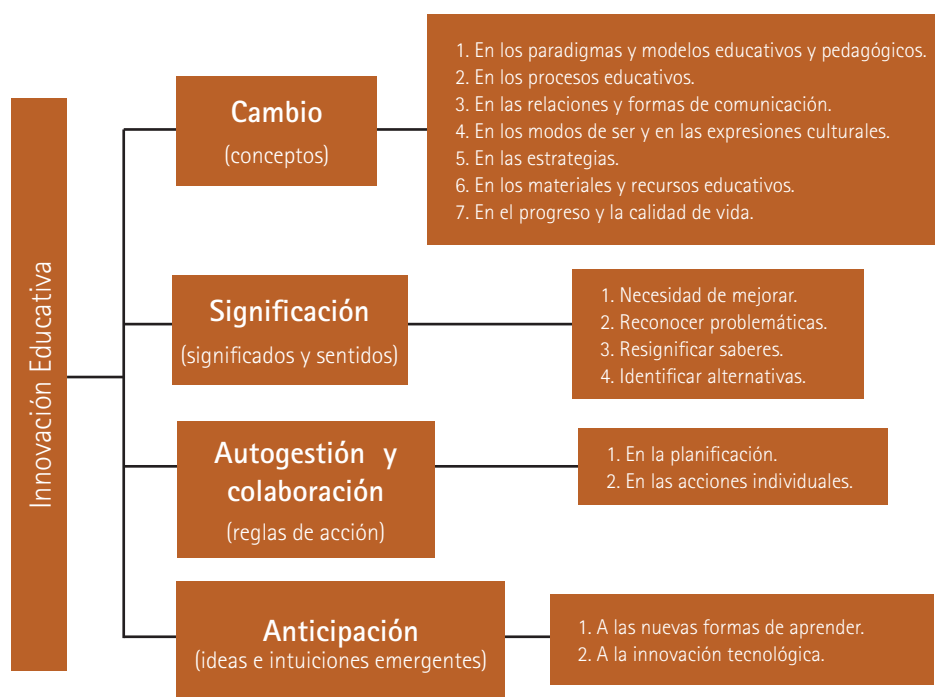 Innovación Educativa
Cambio
(conceptos)
1. En los paradigmas y modelos educativos y pedagógicos.
2. En los procesos educativos.
3. En las relaciones y formas de comunicación.
4. En los modos de ser y en las expresiones culturales.
5. En las estrategias.
6. En los materiales y recursos educativos.
7. En el progreso y la calidad de vida.
Significación
(significados y sentidos)
1. Necesidad de mejorar.
2. Reconocer problemáticas.
3. Resignificar saberes.
4. Identificar alternativas.
Autogestión y
colaboración
(reglas de acción)
1. En la planificación.
2. En las acciones individuales.
Anticipación
(ideas e intuiciones emergentes)
1. A las nuevas formas de aprender.
2. A la innovación tecnológica.